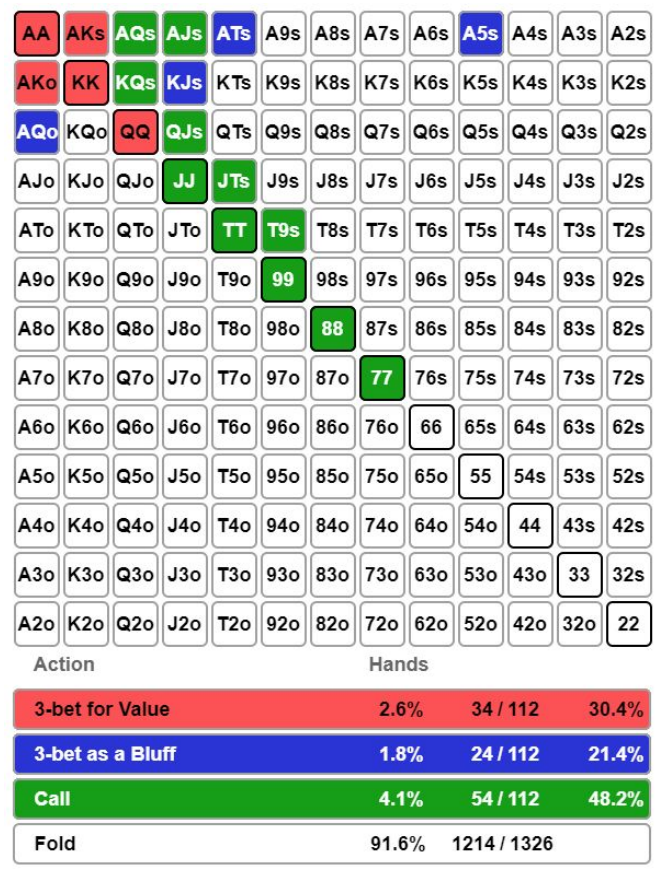 AA AKs AQs AJs ATs A9s A8s A7s A6s A5s A4s A3s A2s
AKo KK KQs KJs KTs K9s K8s K7s K6s K5s K4s K3s K2s
AQo KQo QQ QJs QTs Q9s Q8s Q7s Q6s Q5s Q4s Q3s Q2s
AJo KJo QJo JJ JTs J9s J8s J7s J6s J5s J4s J3s J2s
ATo KTo QTo JTo TT T9s T8s T7s T6s T5s T4s T3s T2s
A9o K9o Q9o J9o T9o 99 98s 97s 96s 95s 94s 93s 92s
A8o K8o Q8o J8o T8o 98o 88 87s 86s 85s 84s 83s 82s
A7o K7o Q7o J7o T7o 97o 87o 77 76s 75s 74s 73s 72s
A6o K6o Q6o J6o T6o 96o 86o 76o 66 65s 64s 63s 62s
A5o K5o Q5o J5o T5o 95o 85o 75o 65o 55 54s 53s 52s
A4o K4o Q4o J4o T4o 94o 84o 74o 64o 54o 44 43s 42s
A3o K3o Q3o J3o T3o 93o 83o 73o 63o 53o 43o 33 32s
A2o K2o Q2o J2o T2o 92o 82o 72o 62o 52o 42o 32o 22
Action Hands
3-bet for Value 2.6% 34 / 112 30.4%
3-bet as a Bluff 1.8% 24 / 112 21.4%
Call 4.1% 54 / 112 48.2%
Fold 91.6% 1214 / 1326